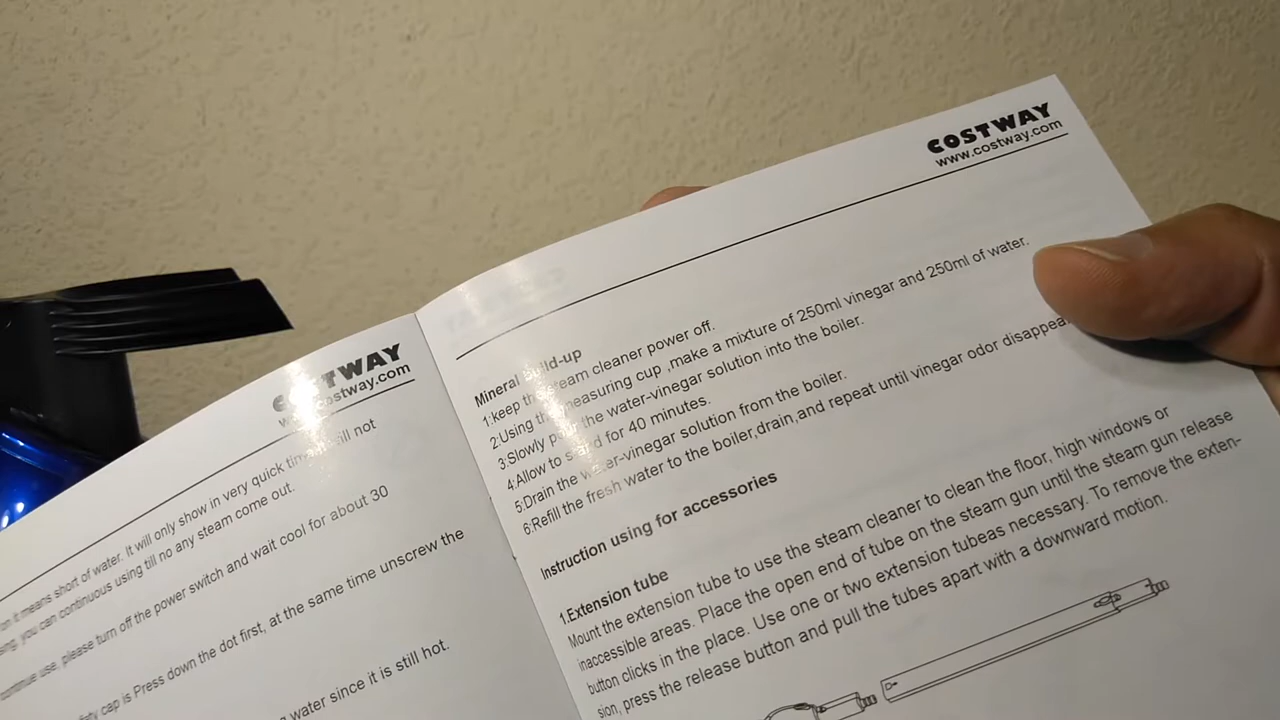 COSTWAY
www.costway.com
on it means short of water. It will only show in very quick time still not
sing, you can continuous using till no any steam come out.
continue use, please turn off the power switch and wait cool for about 30
cap is Press down the dot first, at the same time unscrew the
water since it is still hot.
COSTWAY
www.costway.com
Mineral build-up
1:keep the steam cleaner power off.
2:Using the measuring cup ,make a mixture of 250ml vinegar and 250ml of water.
3:Slowly pour the water-vinegar solution into the boiler.
4:Allow to stand for 40 minutes.
5:Drain the water-vinegar solution from the boiler.
6:Refill the fresh water to the boiler,drain,and repeat until vinegar odor disappea
Instruction using for accessories
1.Extension tube
Mount the extension tube to use the steam cleaner to clean the floor, high windows or
inaccessible areas. Place the open end of tube on the steam gun until the steam gun release
button clicks in the place. Use one or two extension tubeas necessary. To remove the exten-
sion, press the release button and pull the tubes apart with a downward motion.